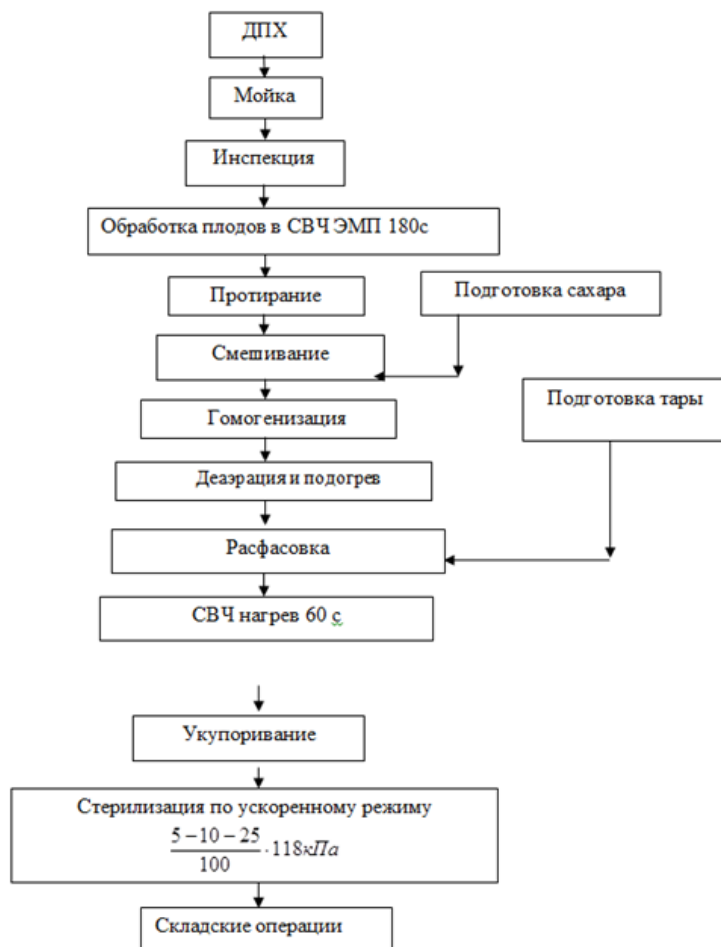 ДПХ
Мойка
Инспекция
Обработка плодов в СВЧ ЭМП 180с
Протирание
Подготовка сахара
Смешивание
Подготовка тары
Гомогенизация
Деаэрация и подогрев
Расфасовка
СВЧ нагрев 60 с
Укупоривание
Стерилизация по ускоренному режиму
5 – 10 – 25
100
· 118кПа
Складские операции